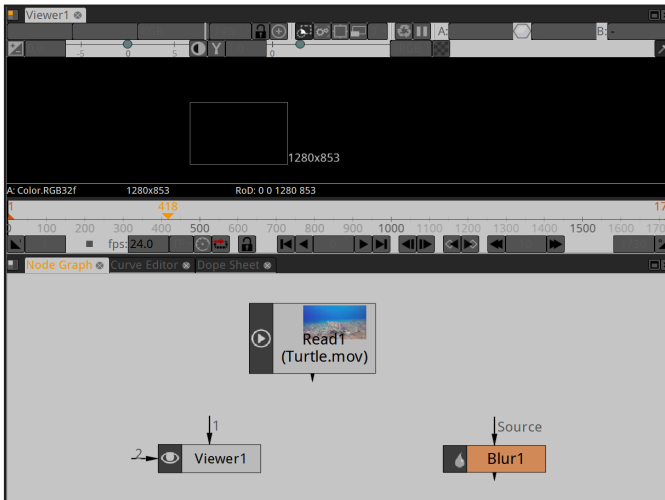 Viewer1
A:
B: -
-5 0 5
0
1280x853
A: Color.RGB32f 1280x853 RoD: 0 0 1280 853
1 418 17
0 100 200 300 400 500 600 700 800 900 1000 1100 1200 1300 1400 1500 1600 170
fps: 24.0
Node Graph Curve Editor Dope Sheet
Read1
(Turtle.mov)
1
Source
2
Viewer1
Blur1